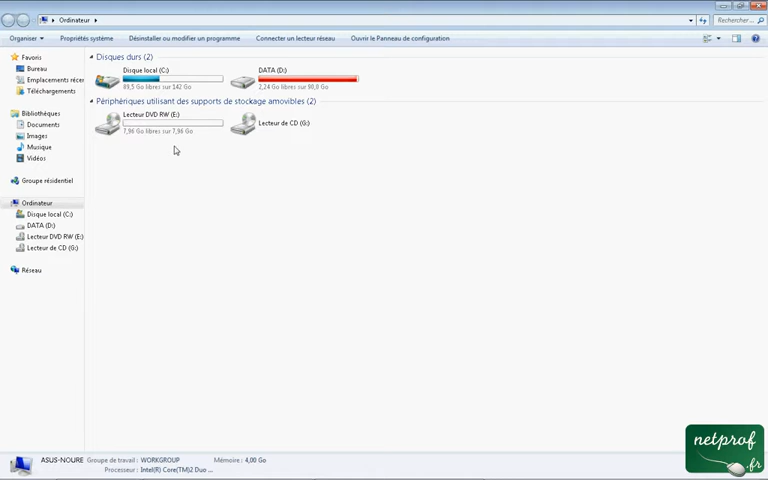 Ordinateur
Rechercher...
Organiser
Propriétés système
Désinstaller ou modifier un programme
Connecter un lecteur réseau
Ouvrir le Panneau de configuration
Favoris
Bureau
Emplacements récer
Téléchargements
Bibliothèques
Documents
Images
Musique
Vidéos
Groupe résidentiel
Ordinateur
Disque local (C:)
DATA (D:)
Lecteur DVD RW (E:)
Lecteur de CD (G:)
Réseau
Disques durs (2)
Disque local (C:)
89,5 Go libres sur 142 Go
DATA (D:)
2,24 Go libres sur 90,0 Go
Périphériques utilisant des supports de stockage amovibles (2)
Lecteur DVD RW (E:)
7,96 Go libres sur 7,96 Go
Lecteur de CD (G:)
ASUS-NOURE Groupe de travail : WORKGROUP Mémoire : 4,00 Go
Processeur : Intel(R) Core(TM)2 Duo ...
netprof
.fr